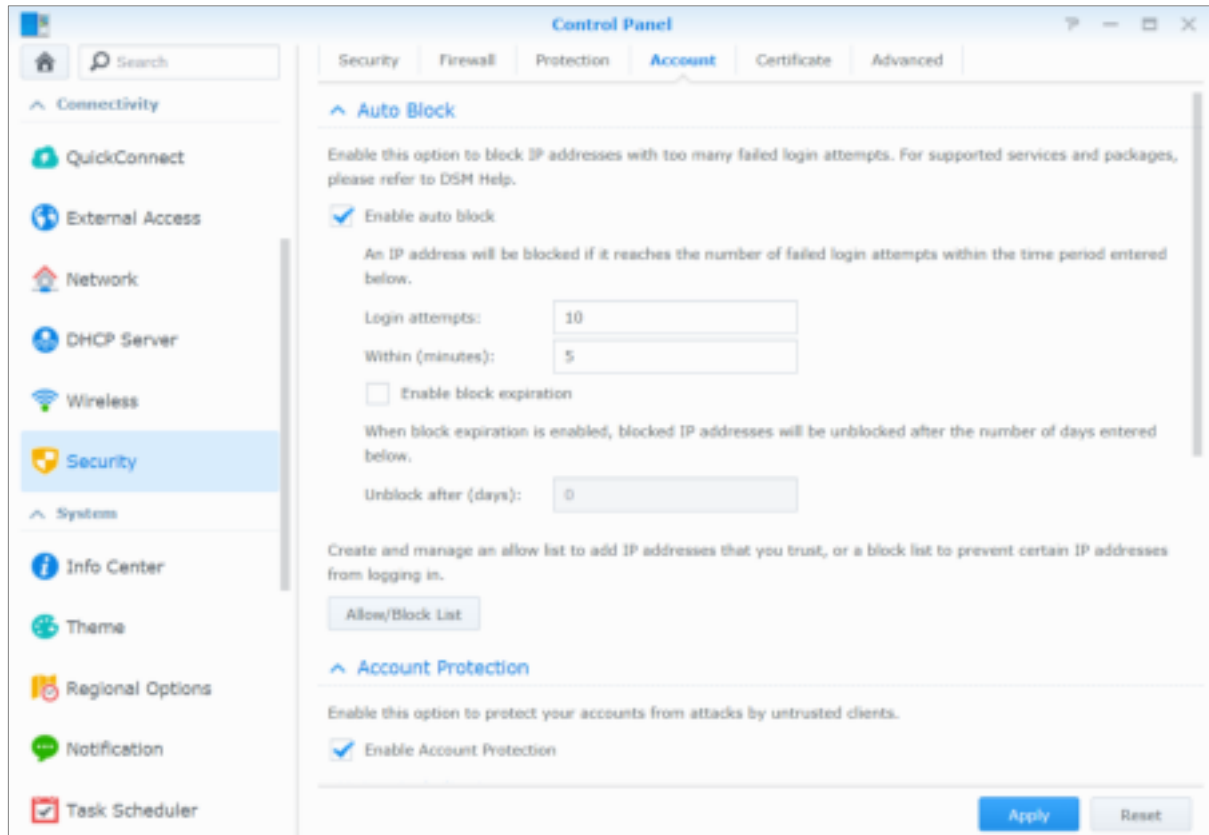 Control Panel
Search
Connectivity
QuickConnect
External Access
Network
DHCP Server
Wireless
Security
System
Info Center
Theme
Regional Options
Notification
Task Scheduler
Security Firewall Protection Account Certificate Advanced
Auto Block
Enable this option to block IP addresses with too many failed login attempts. For supported services and packages,
please refer to DSM Help.
Enable auto block
An IP address will be blocked if it reaches the number of failed login attempts within the time period entered
below.
Login attempts: 10
Within (minutes): 5
Enable block expiration
When block expiration is enabled, blocked IP addresses will be unblocked after the number of days entered
below.
Unblock after (days): 0
Create and manage an allow list to add IP addresses that you trust, or a block list to prevent certain IP addresses
from logging in.
Allow/Block List
Account Protection
Enable this option to protect your accounts from attacks by untrusted clients.
Enable Account Protection
Apply Reset